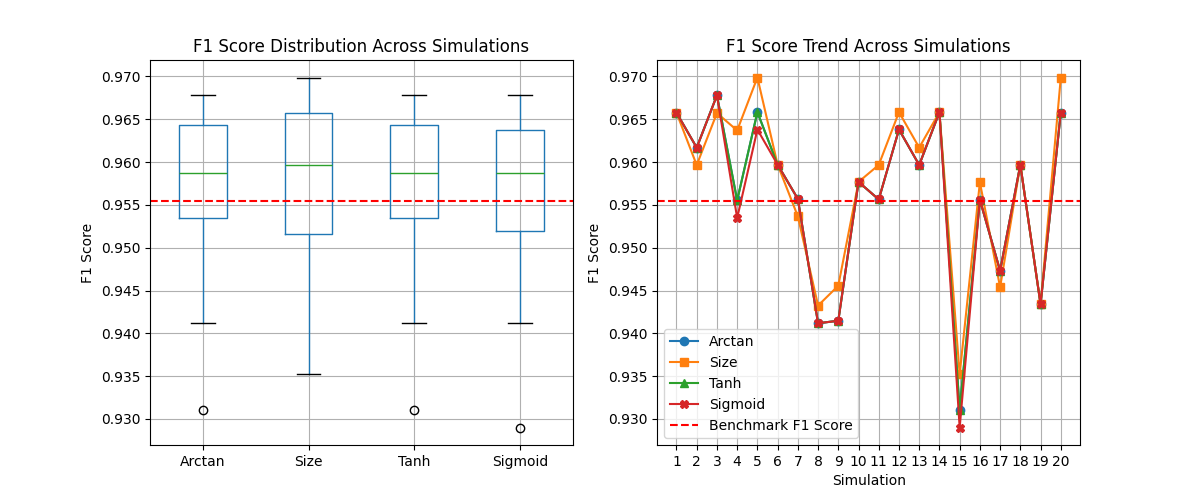 F1 Score Distribution Across Simulations
F1 Score
0.970
0.965
0.960
0.955
0.950
0.945
0.940
0.935
0.930
Arctan Size Tanh Sigmoid
F1 Score Trend Across Simulations
F1 Score
0.970
0.965
0.960
0.955
0.950
0.945
0.940
0.935
0.930
Arctan
Size
Tanh
Sigmoid
Benchmark F1 Score
1 2 3 4 5 6 7 8 9 10 11 12 13 14 15 16 17 18 19 20
Simulation